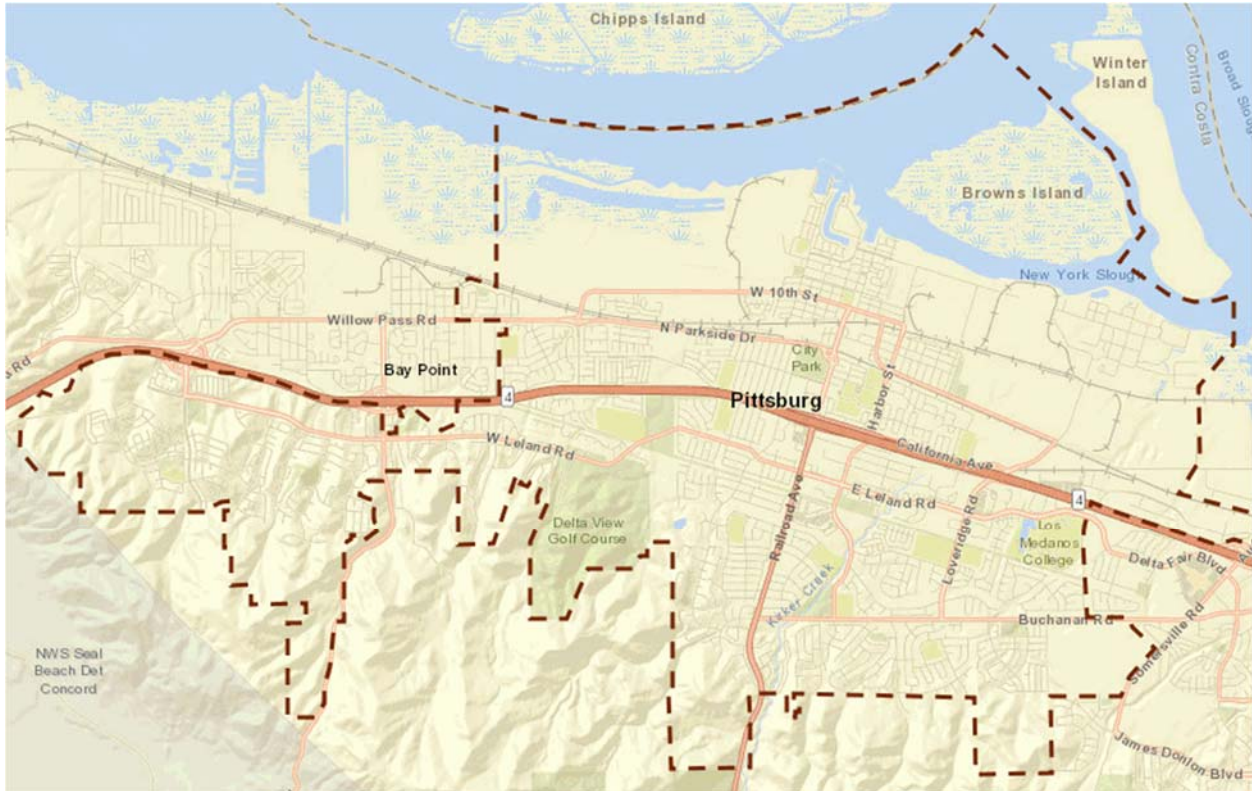 Chipps Island
Winter
Island
Contra Costa
Broad Slough
Browns Island
New York Slough
W 10th St
Willow Pass Rd
N Parkside Dr
City
Park
Bay Point
4
Pittsburg
Harbor St
California Ave
W Leland Rd
Railroad Ave
E Leland Rd
Loveridge Rd
4
Delta View
Golf Course
Los
Medanos
College
Delta Fair Blvd
Kirker Creek
Buchanan Rd
Somersville Rd
NWS Seal
Beach Det
Concord
James Donlon Blvd